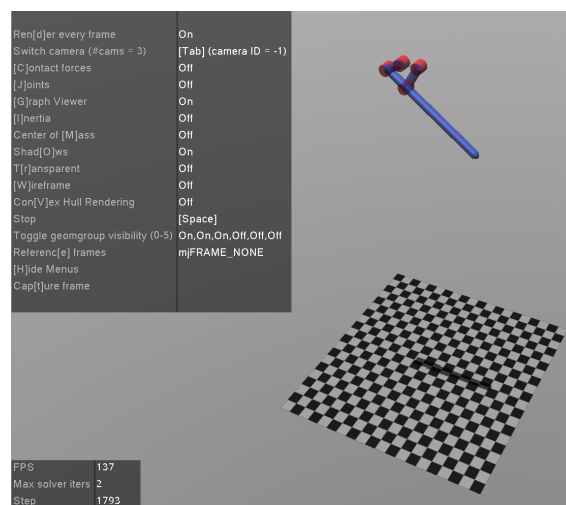 Ren[d]er every frame On
Switch camera (#cams = 3) [Tab] (camera ID = -1)
[C]ontact forces Off
[J]oints Off
[G]raph Viewer On
[I]nertia Off
Center of [M]ass Off
Shad[O]ws On
T[r]ansparent Off
[W]ireframe Off
Con[V]ex Hull Rendering Off
Stop [Space]
Toggle geomgroup visibility (0-5) On,On,On,Off,Off,Off
Referenc[e] frames mjFRAME_NONE
[H]ide Menus
Cap[t]ure frame
FPS 137
Max solver iters 2
Step 1793